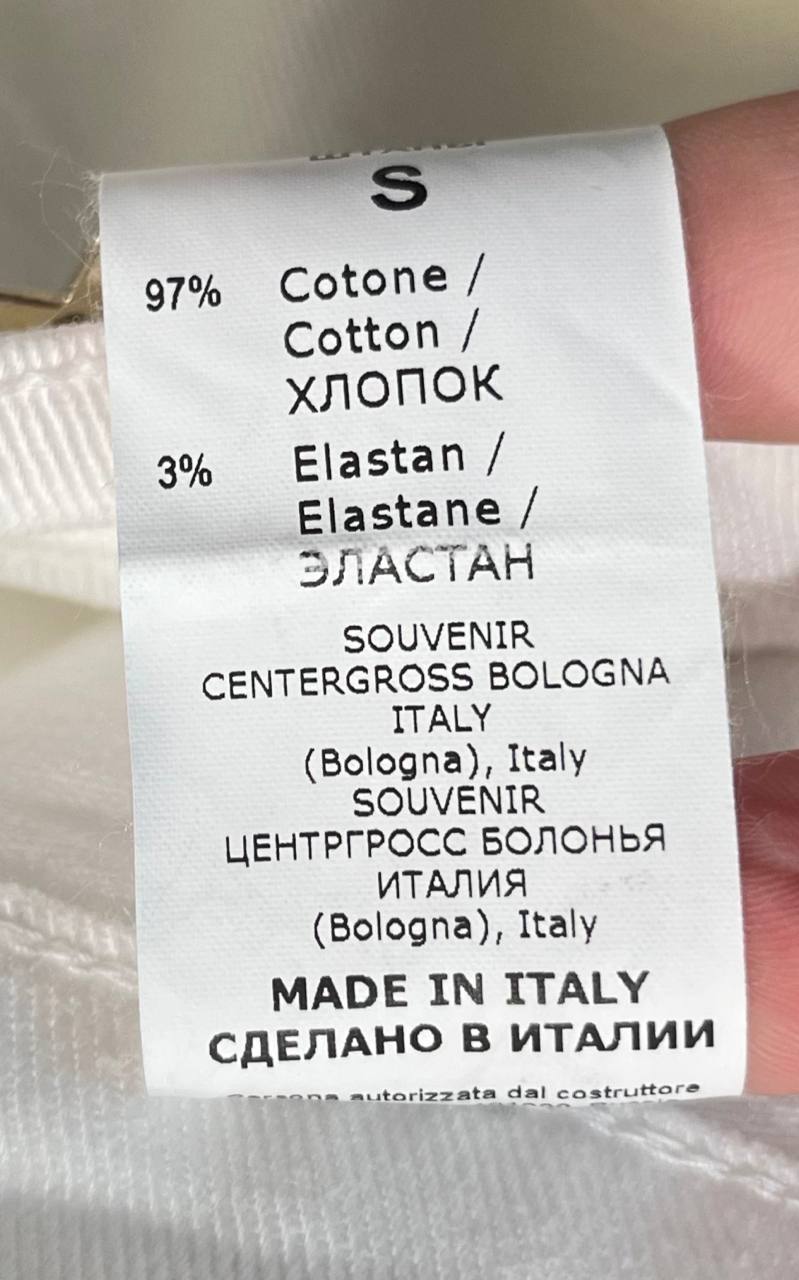 S
97% Cotone /
Cotton /
ХЛОПОК
3% Elastan /
Elastane /
ЭЛАСТАН
SOUVENIR
CENTERGROSS BOLOGNA
ITALY
(Bologna), Italy
SOUVENIR
ЦЕНТРГРОСС БОЛОНЬЯ
ИТАЛИЯ
(Bologna), Italy
MADE IN ITALY
СДЕЛАНО В ИТАЛИИ
autorizzata dal costruttore